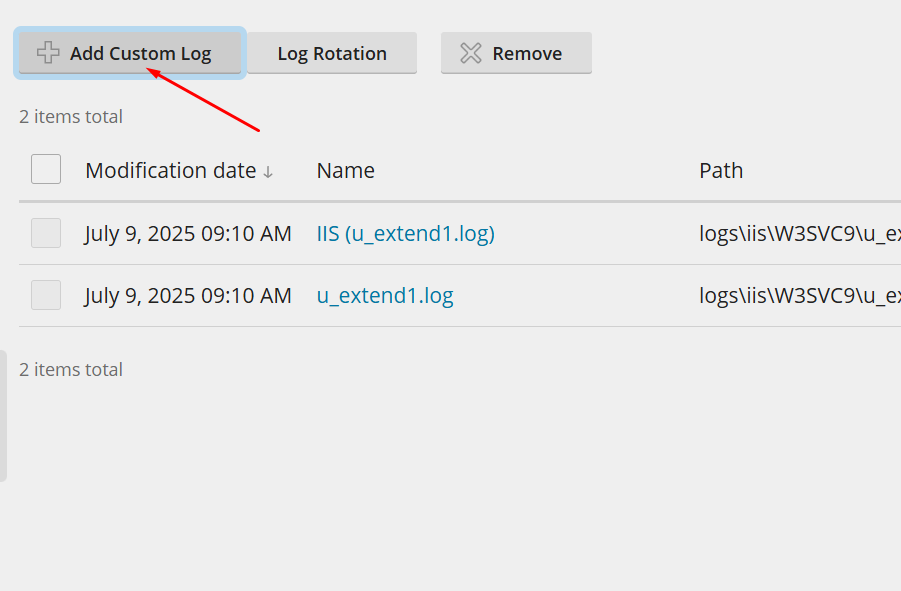 Add Custom Log Log Rotation Remove
2 items total
Modification date ↓ Name Path
July 9, 2025 09:10 AM IIS (u_extend1.log) logs\iis\W3SVC9\u_ex
July 9, 2025 09:10 AM u_extend1.log logs\iis\W3SVC9\u_ex
2 items total